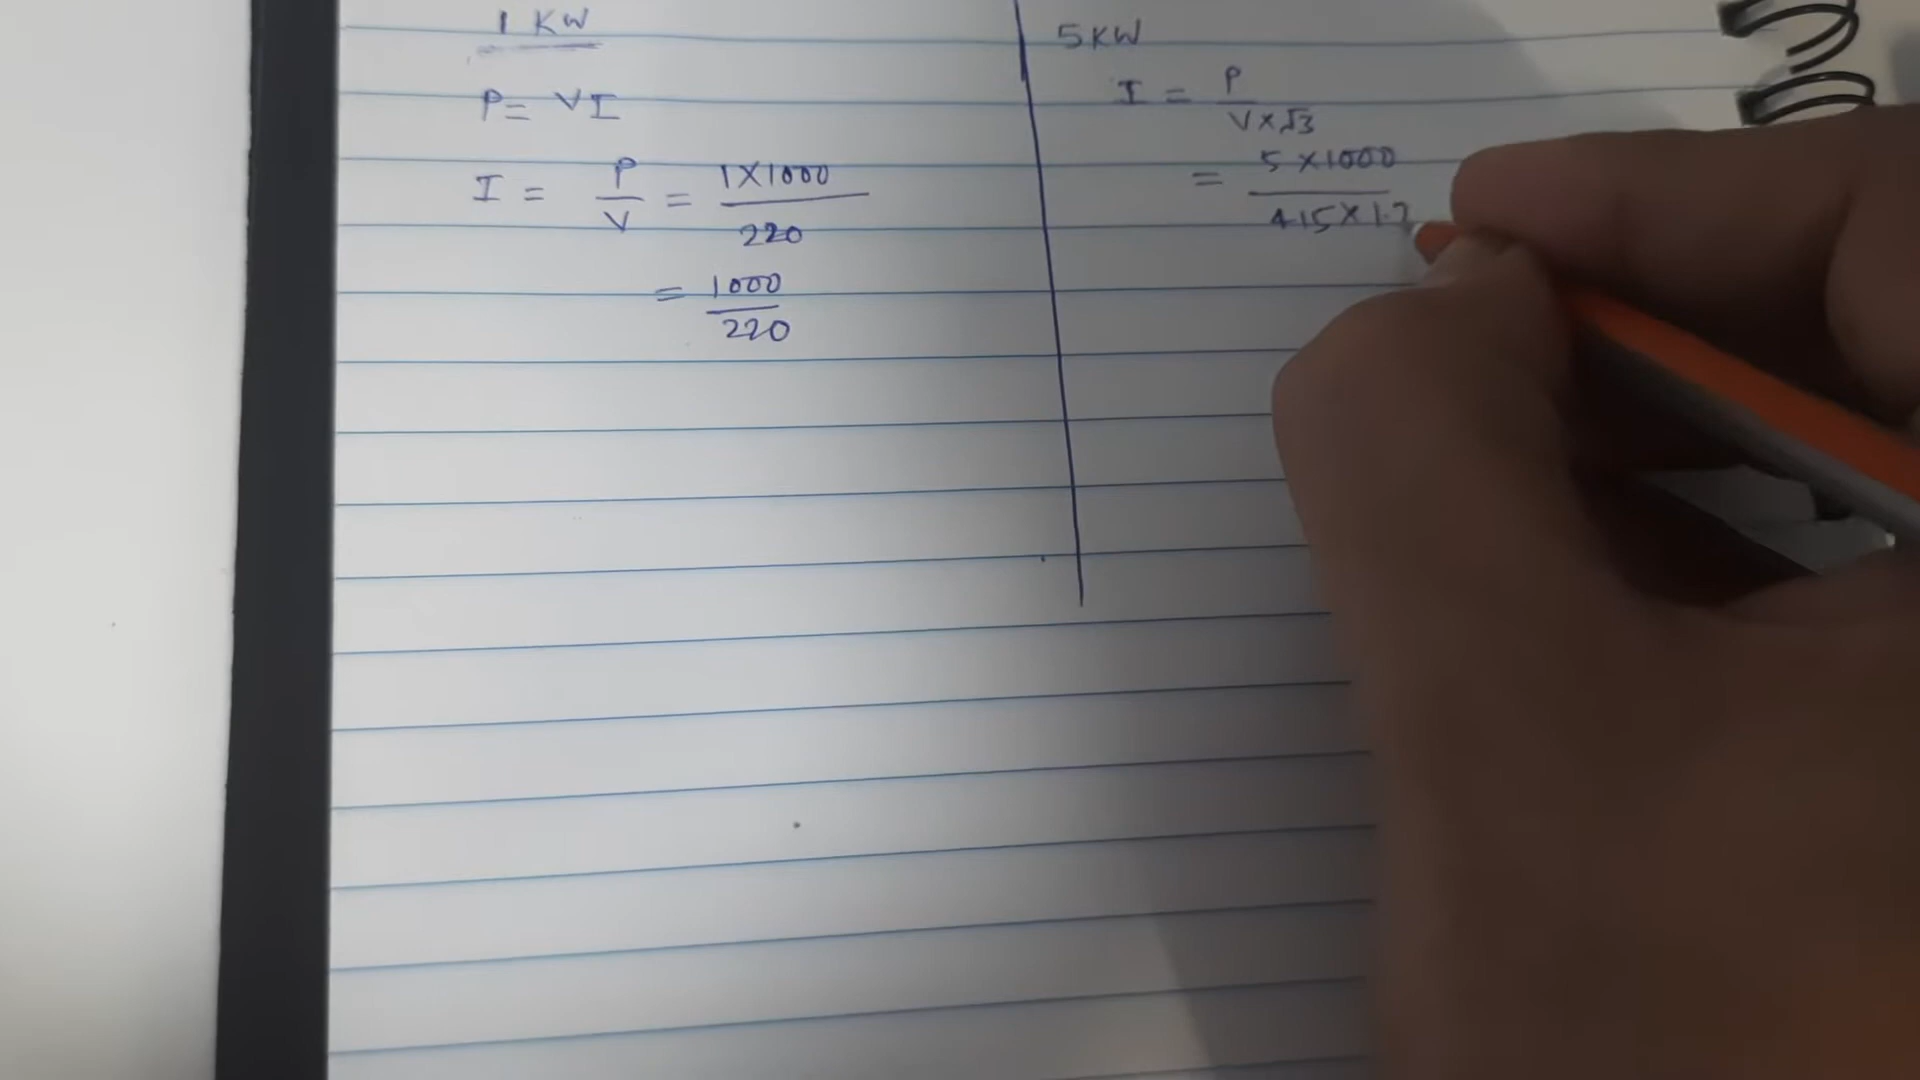 1 KW
P = VI
I = P/V = 1X1000/220
= 1000/220
5KW
I = P/V×√3
= 5×1000/415×1.7